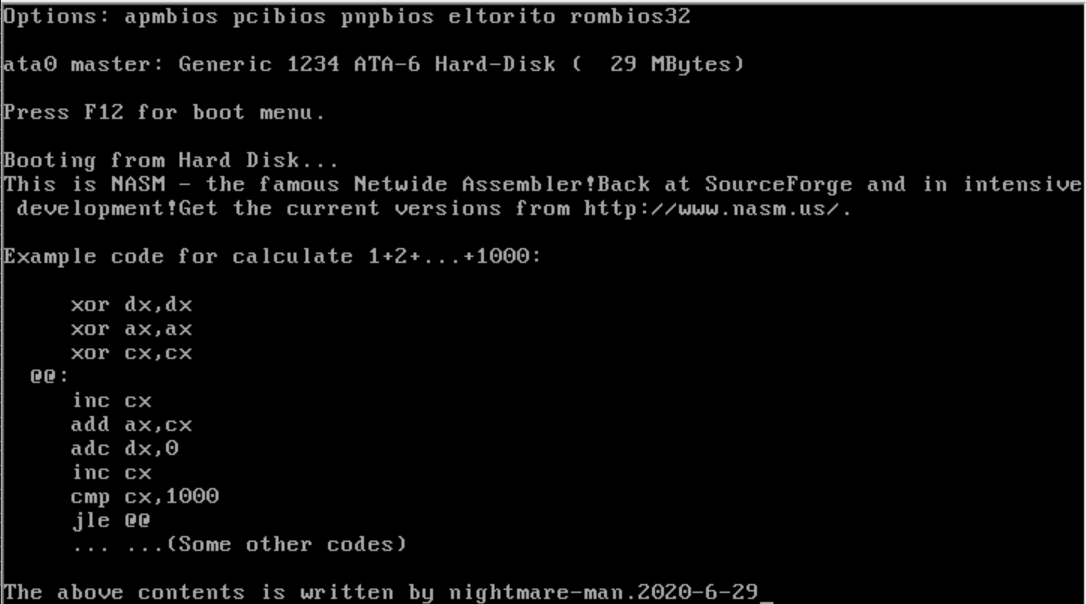 Options: apmbios pcibios pnpbios eltorito rombios32
ata0 master: Generic 1234 ATA-6 Hard-Disk (  29 MBytes)
Press F12 for boot menu.
Booting from Hard Disk...
This is NASM - the famous Netwide Assembler!Back at SourceForge and in intensive
 development!Get the current versions from http://www.nasm.us/.
Example code for calculate 1+2+...+1000:
     xor dx,dx
     xor ax,ax
     xor cx,cx
  @@:
     inc cx
     add ax,cx
     adc dx,0
     inc cx
     cmp cx,1000
     jle @@
     ... ...(Some other codes)
The above contents is written by nightmare-man.2020-6-29_